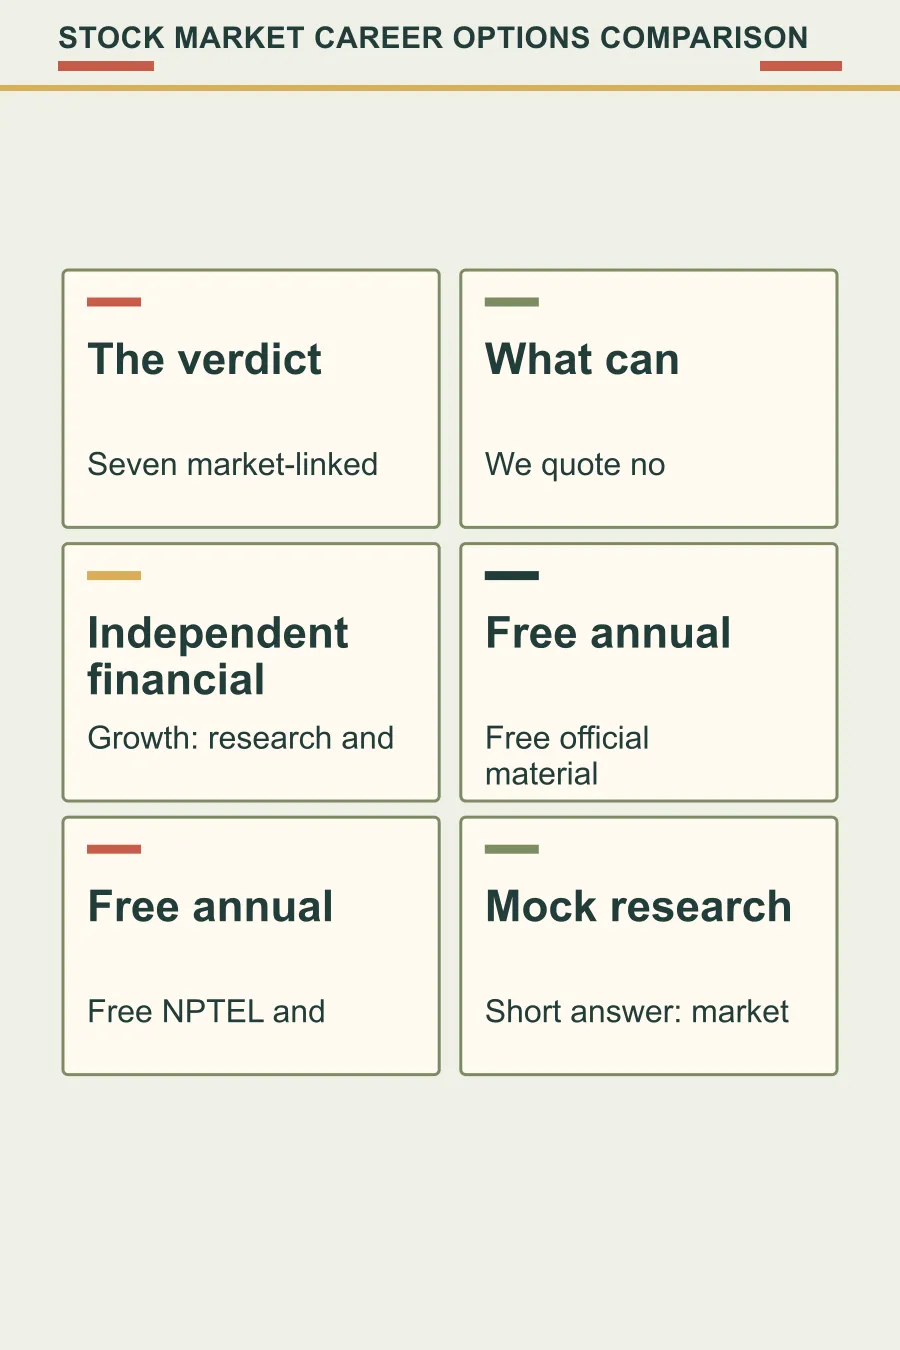 STOCK MARKET CAREER OPTIONS COMPARISON
The verdict
Seven market-linked
What can
We quote no
Independent
financial
Growth: research and
Free annual
Free official
material
Free annual
Free NPTEL and
Mock research
Short answer: market